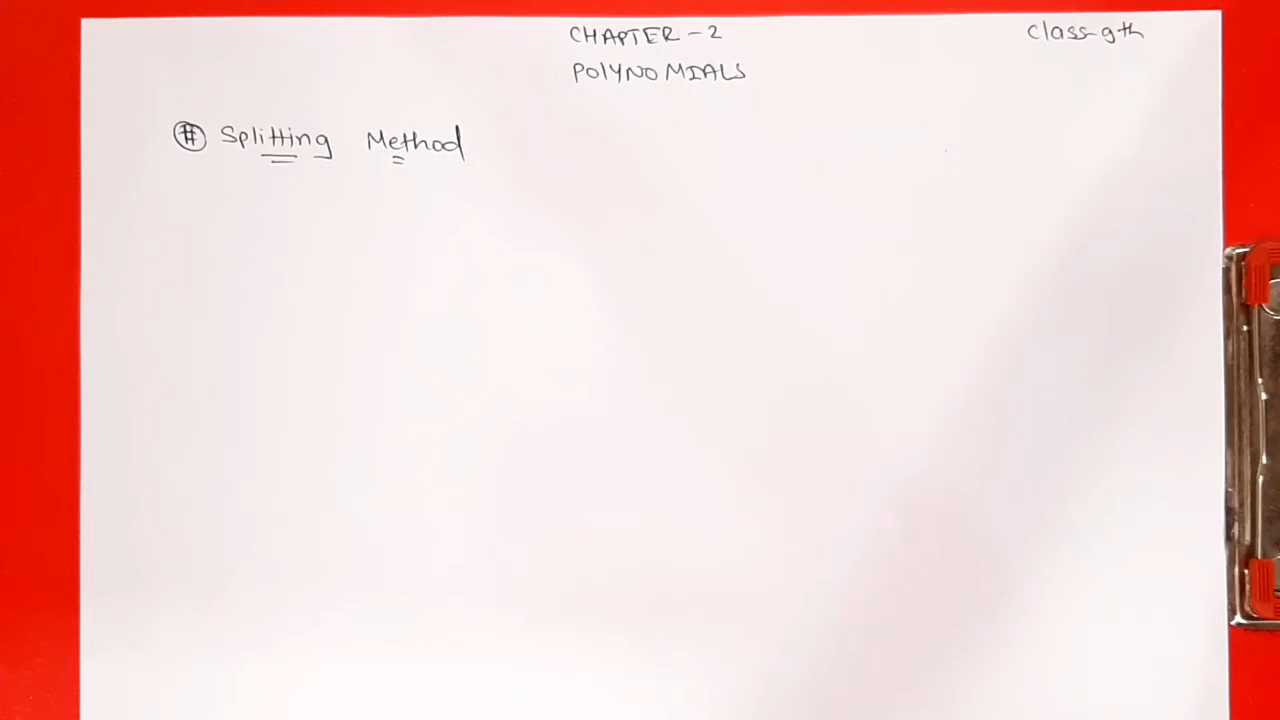 CHAPTER - 2
Class-9th
POLYNOMIALS
# Splitting Method